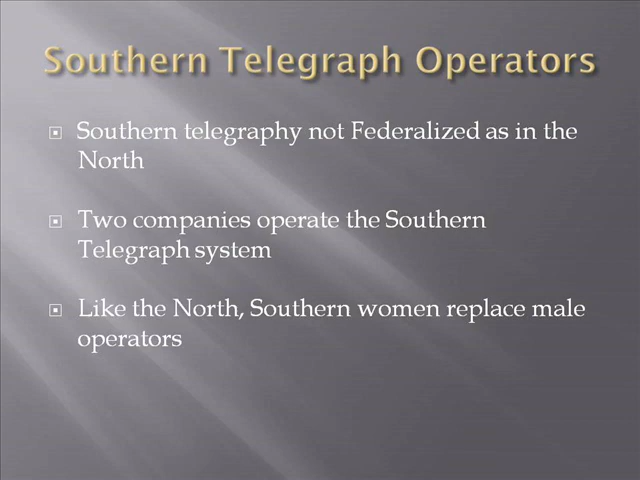 Southern Telegraph Operators
Southern telegraphy not Federalized as in the
North
Two companies operate the Southern
Telegraph system
Like the North, Southern women replace male
operators